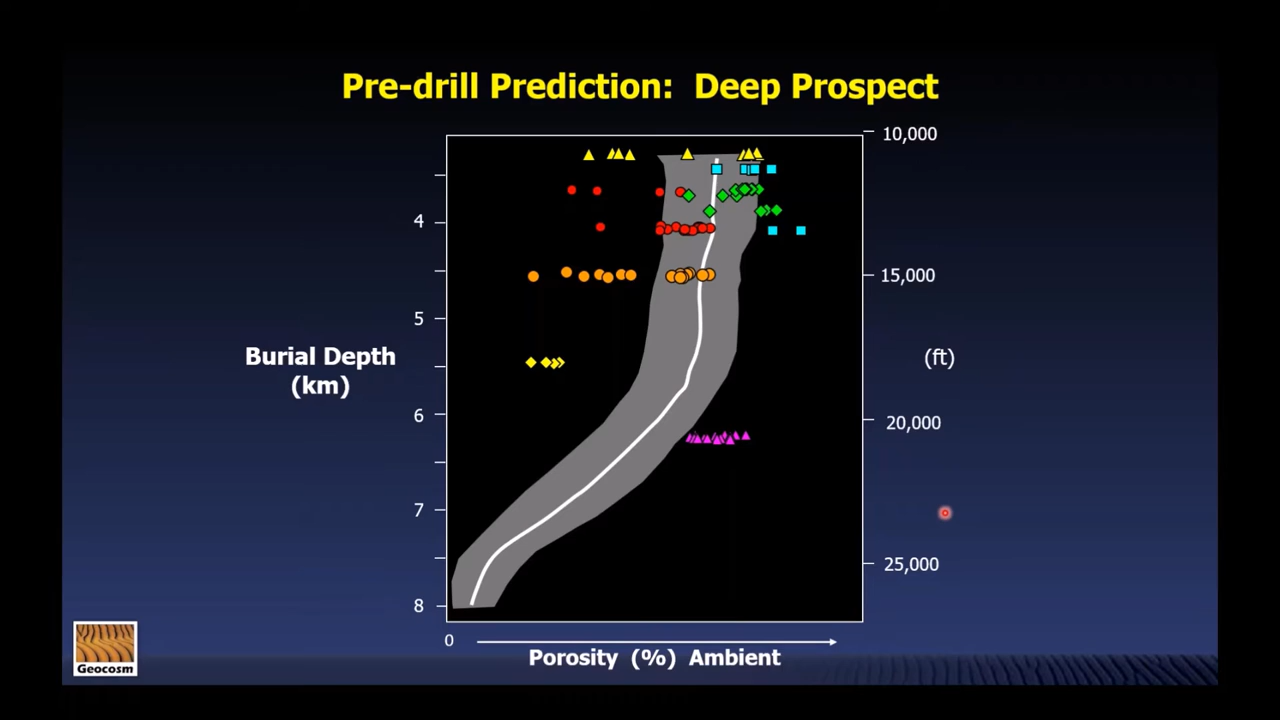 Pre-drill Prediction: Deep Prospect
10,000
4
15,000
5
Burial Depth
(km)
(ft)
6
20,000
7
25,000
8
0
Porosity (%) Ambient
Geocosm